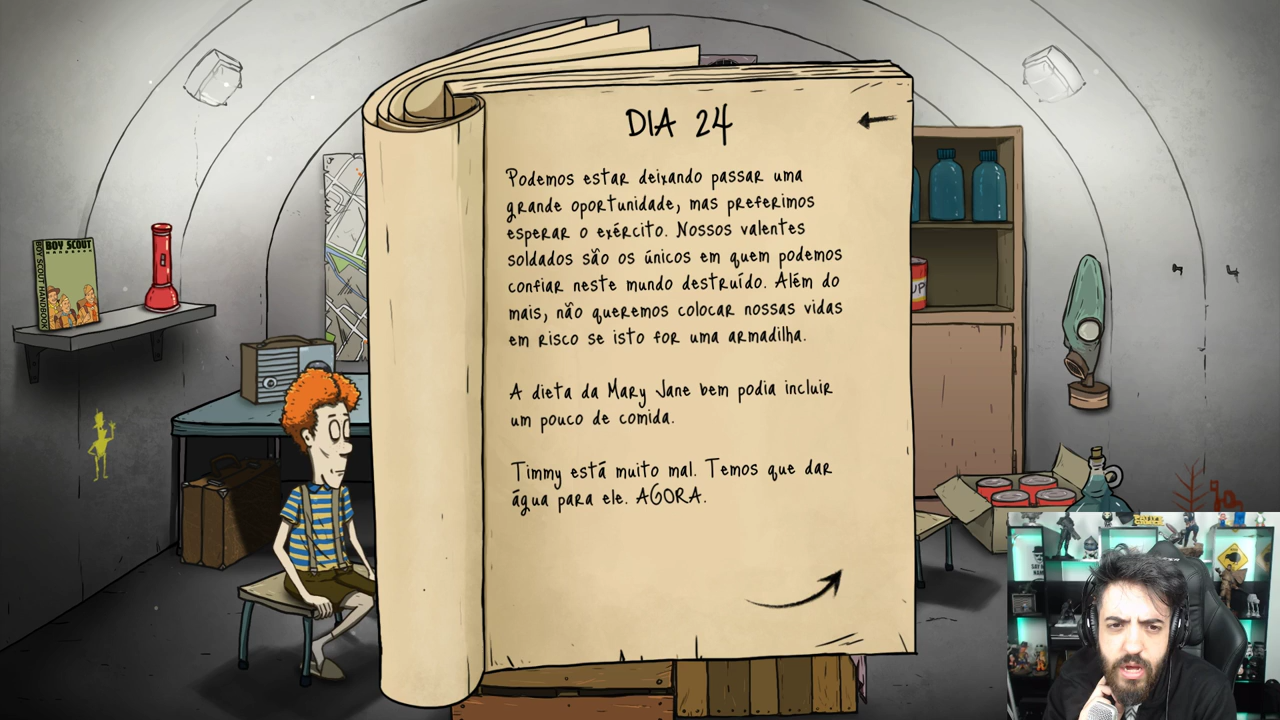 DIA 24
Podemos estar deixando passar uma
grande oportunidade, mas preferimos
esperar o exército. Nossos valentes
soldados são os únicos em quem podemos
confiar neste mundo destruído. Além do
mais, não queremos colocar nossas vidas
em risco se isto for uma armadilha.
A dieta da Mary Jane bem podia incluir
um pouco de comida.
Timmy está muito mal. Temos que dar
água para ele. AGORA.
BOY SCOUT
BOY SCOUT HANDBOOK
UP